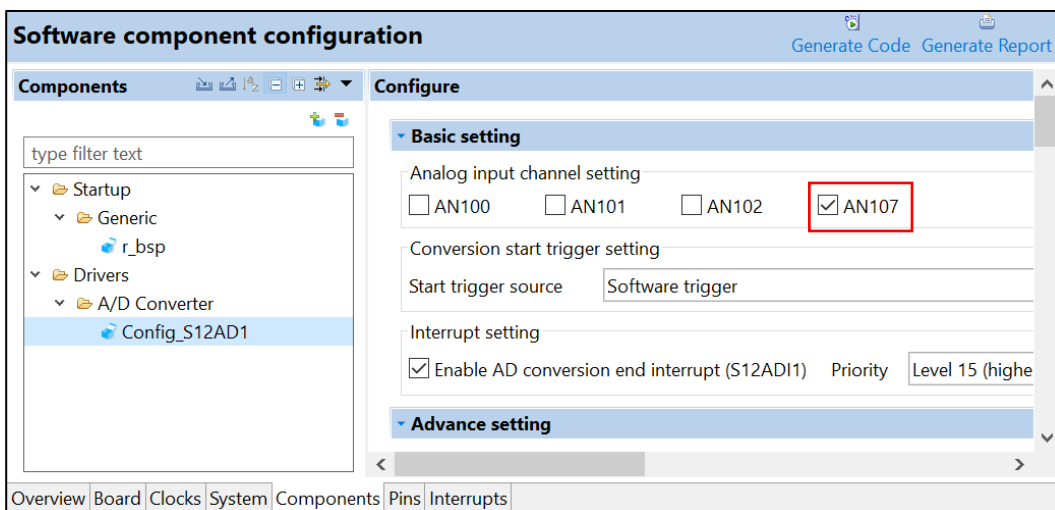 Software component configuration
Generate Code Generate Report
Components
Configure
type filter text
Startup
Generic
r_bsp
Drivers
A/D Converter
Config_S12AD1
Basic setting
Analog input channel setting
AN100 AN101 AN102 AN107
Conversion start trigger setting
Start trigger source Software trigger
Interrupt setting
Enable AD conversion end interrupt (S12ADI1) Priority Level 15 (highe
Advance setting
Overview Board Clocks System Components Pins Interrupts